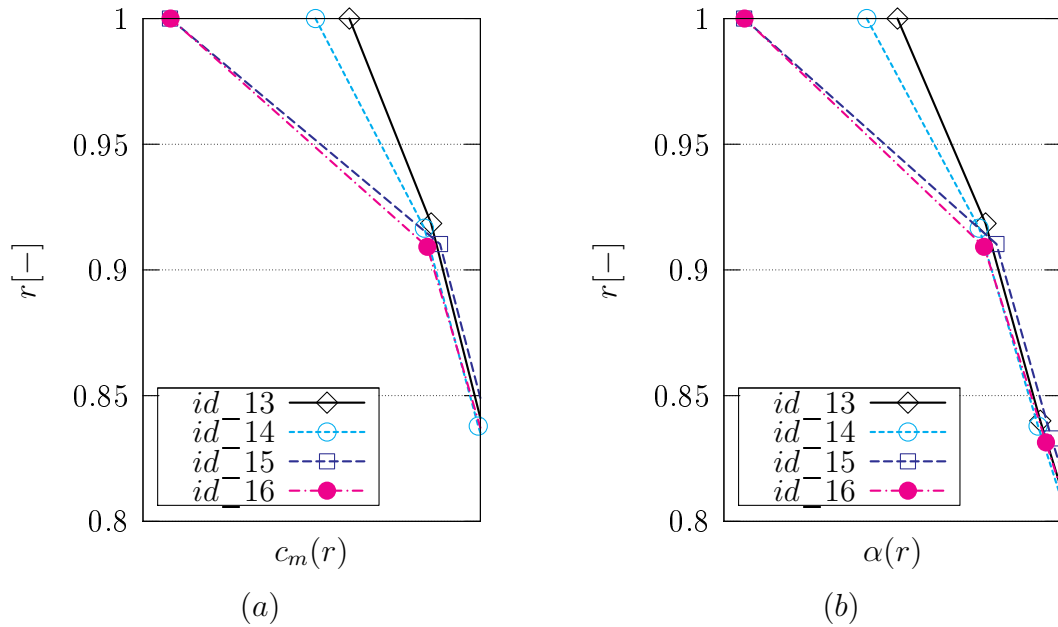 1
0.95
0.9
0.85
0.8
r[−]
id_13
id_14
id_15
id_16
c_m(r)
(a)
1
0.95
0.9
0.85
0.8
r[−]
id_13
id_14
id_15
id_16
α(r)
(b)